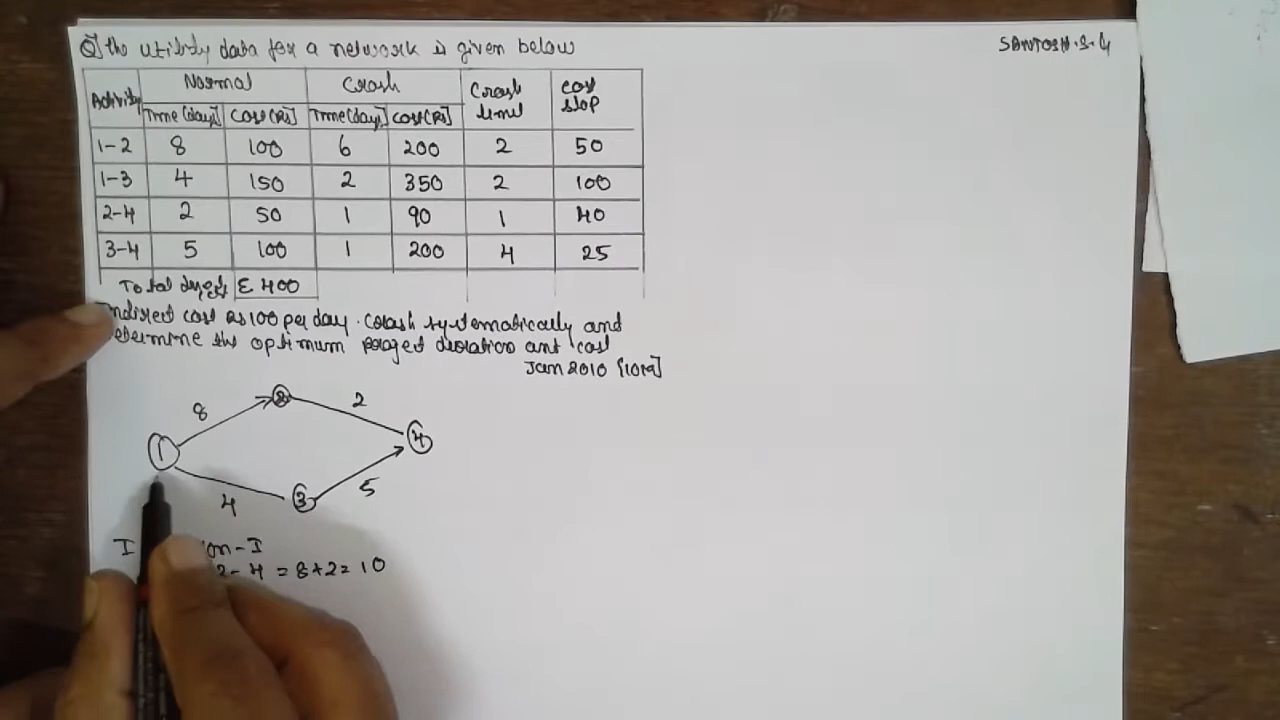 Q] The utility data for a network is given below
SANTOSH.S.G
Activity Normal Crash Crash limit Cost slop
Time[days] Cost(Rs) Time[days] Cost(Rs)
1-2 8 100 6 200 2 50
1-3 4 150 2 350 2 100
2-4 2 50 1 90 1 40
3-4 5 100 1 200 4 25
Total Σ 400
Indirect cost Rs100 per day. Crash systematically and
determine the optimum project duration and cost
Jan 2010 [10M]
1
8
2
2
4
4
3
5
I on-I
2-4 = 8+2=10